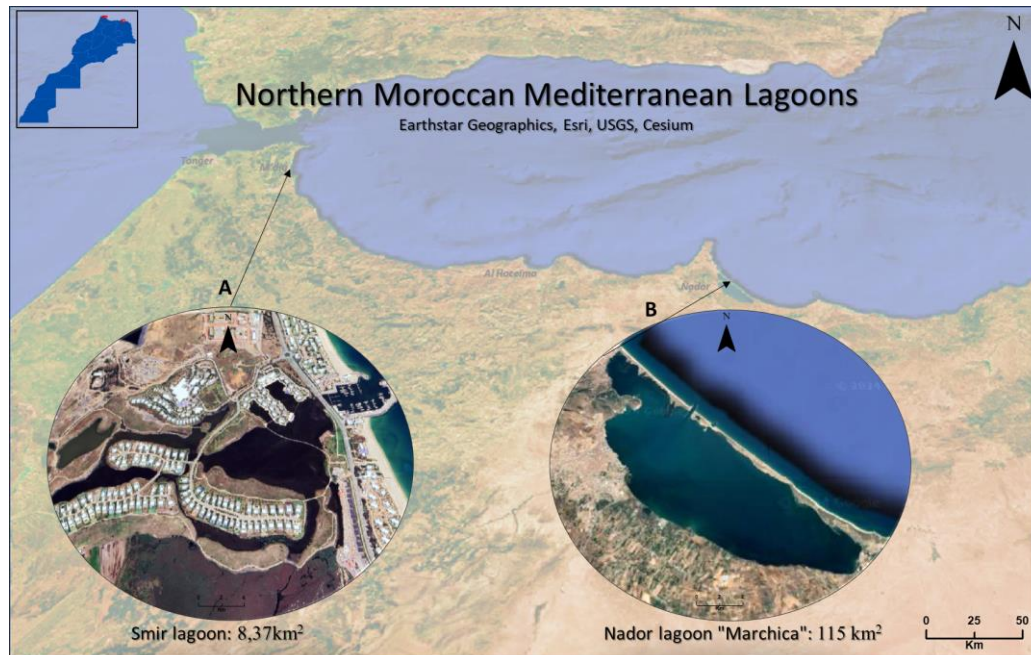 N
Northern Moroccan Mediterranean Lagoons
Earthstar Geographics, Esri, USGS, Cesium
Tanger
Al Hoceima
Nador
A
B
N
N
Smir lagoon: 8,37km²
Nador lagoon "Marchica": 115 km²
0 25 50
Km